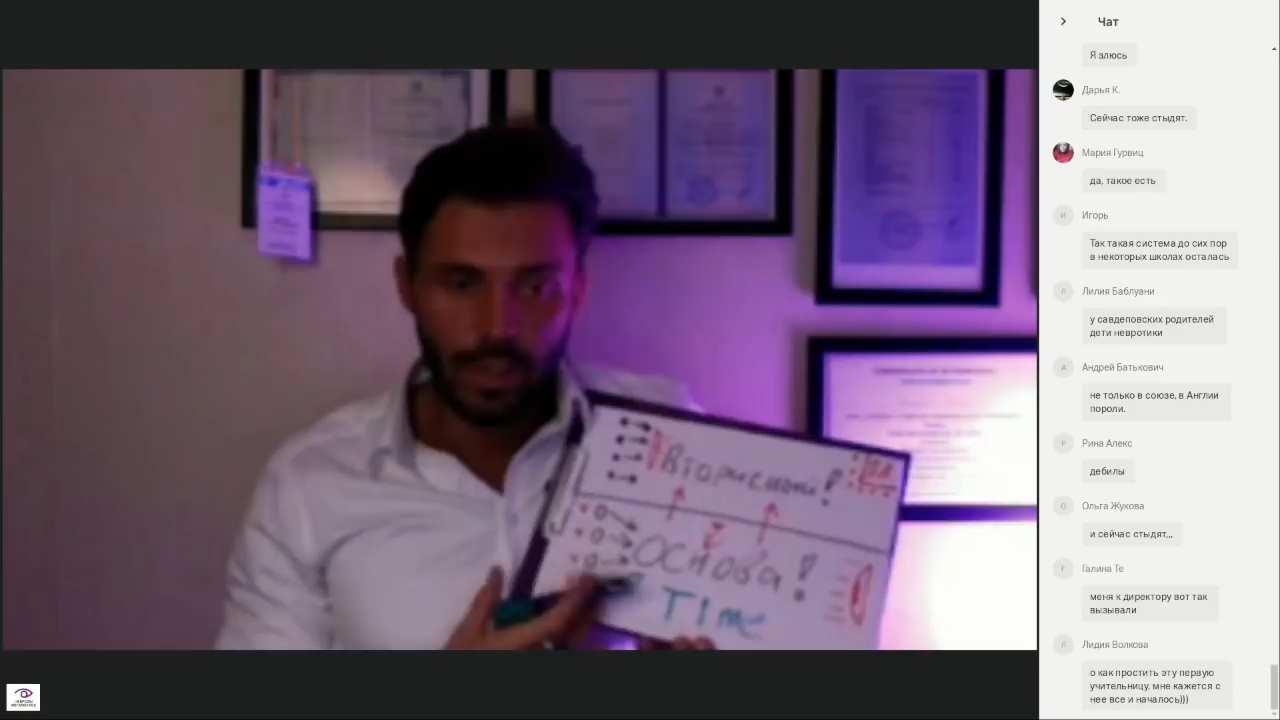 Вторичных!
Основа!
Time
Чат
Я злюсь
Дарья К.
Сейчас тоже стыдят.
Мария Гурвиц
да, такое есть
И
Игорь
Так такая система до сих пор
в некоторых школах осталась
Л
Лилия Баблуани
у савдеповских родителей
дети невротики
А
Андрей Батькович
не только в союзе, в Англии
пороли.
Р
Рина Алекс
дебилы
О
Ольга Жукова
и сейчас стыдят,,,
Г
Галина Те
меня к директору вот так
вызывали
Л
Лидия Волкова
о как простить эту первую
учительницу, мне кажется с
нее все и началось)))